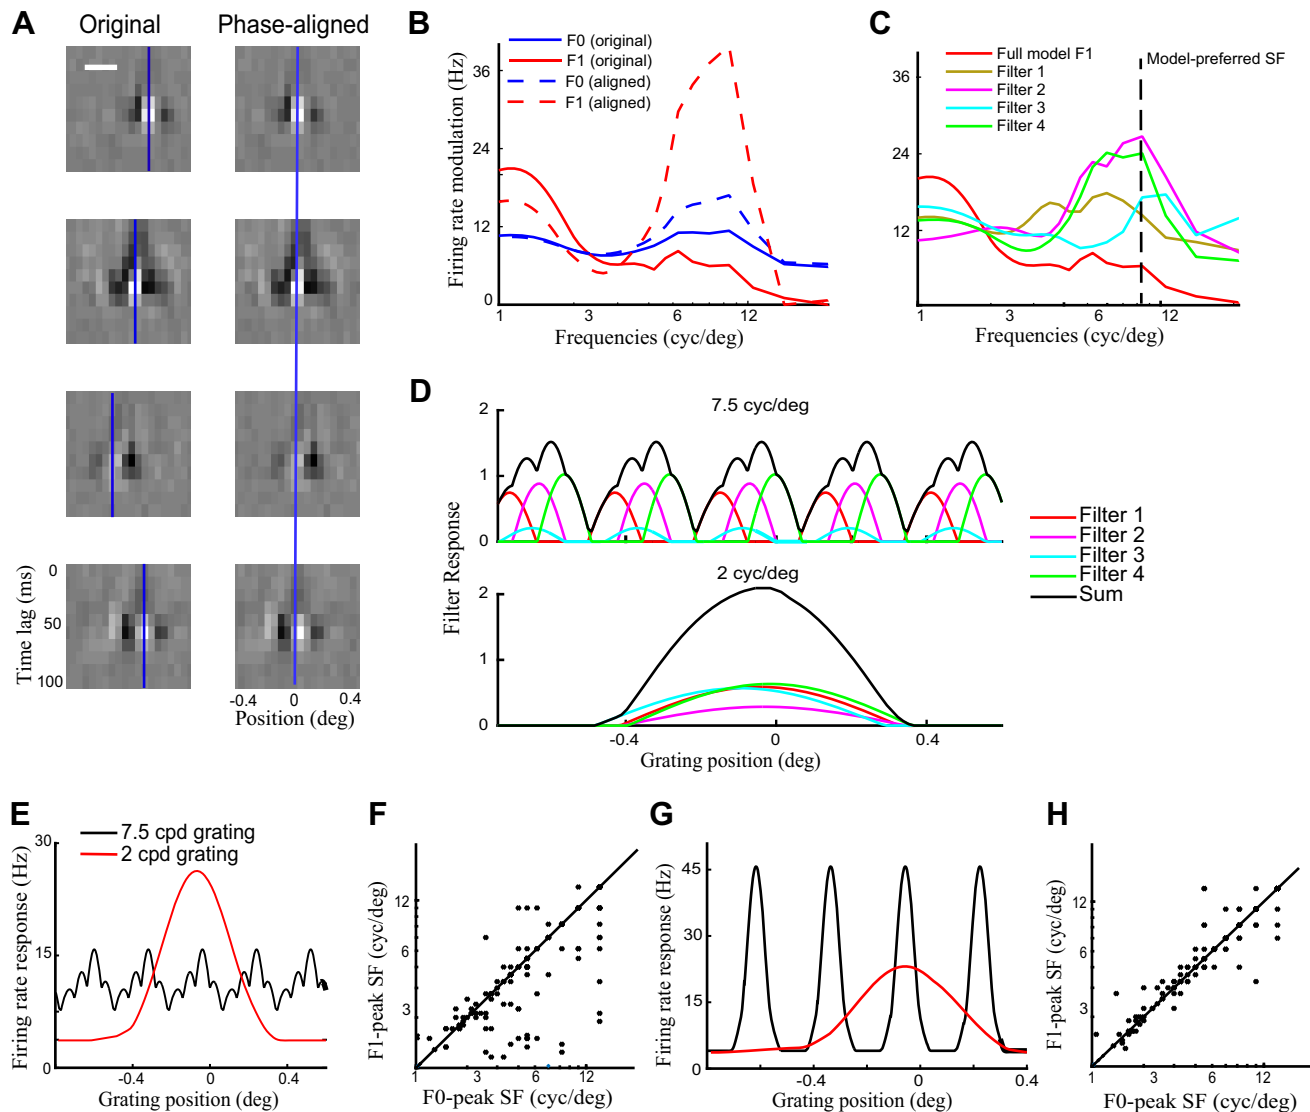 A
Original
Phase-aligned
Time lag (ms)
0
50
100
-0.4
0
0.4
Position (deg)
B
F0 (original)
F1 (original)
F0 (aligned)
F1 (aligned)
Firing rate modulation (Hz)
36
24
12
0
1
3
6
12
Frequencies (cyc/deg)
C
Full model F1
Filter 1
Filter 2
Filter 3
Filter 4
Model-preferred SF
36
24
12
1
3
6
12
Frequencies (cyc/deg)
D
7.5 cyc/deg
2
1
0
2 cyc/deg
2
1
0
Filter Response
-0.4
0
0.4
Grating position (deg)
Filter 1
Filter 2
Filter 3
Filter 4
Sum
E
7.5 cpd grating
2 cpd grating
Firing rate response (Hz)
30
15
0
-0.4
0
0.4
Grating position (deg)
F
F1-peak SF (cyc/deg)
12
6
3
1
1
3
6
12
F0-peak SF (cyc/deg)
G
Firing rate response (Hz)
45
30
15
0
-0.4
0
0.4
Grating position (deg)
H
F1-peak SF (cyc/deg)
12
6
3
1
1
3
6
12
F0-peak SF (cyc/deg)